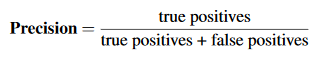 Precision = true positives
true positives + false positives